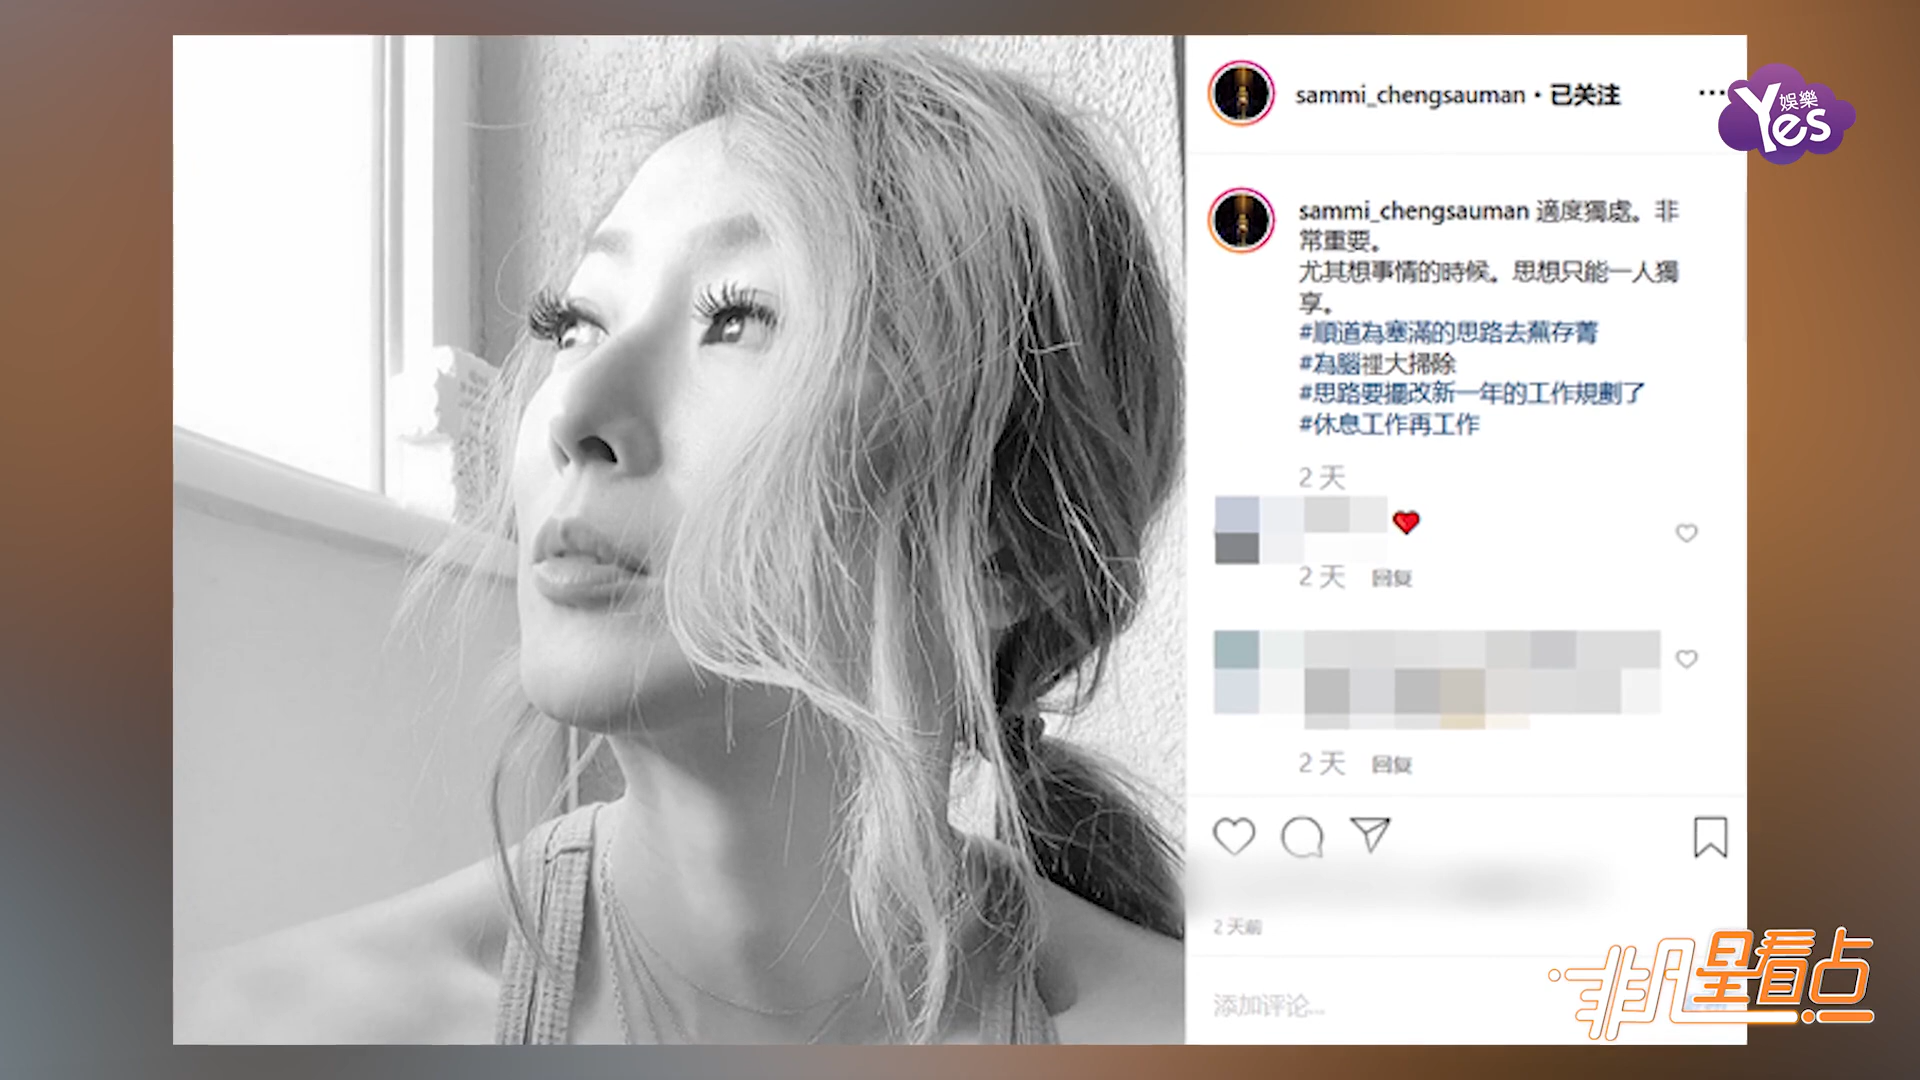 sammi_chengsauman • 已关注
Yes 娛樂
sammi_chengsauman 適度獨處。非
常重要。
尤其想事情的時候。思想只能一人獨
享。
#順道為塞滿的思路去蕪存菁
#為腦裡大掃除
#思路要擺改新一年的工作規劃了
#休息工作再工作
2 天
2 天 回复
2 天 回复
2 天前
添加评论...
非凡星看点